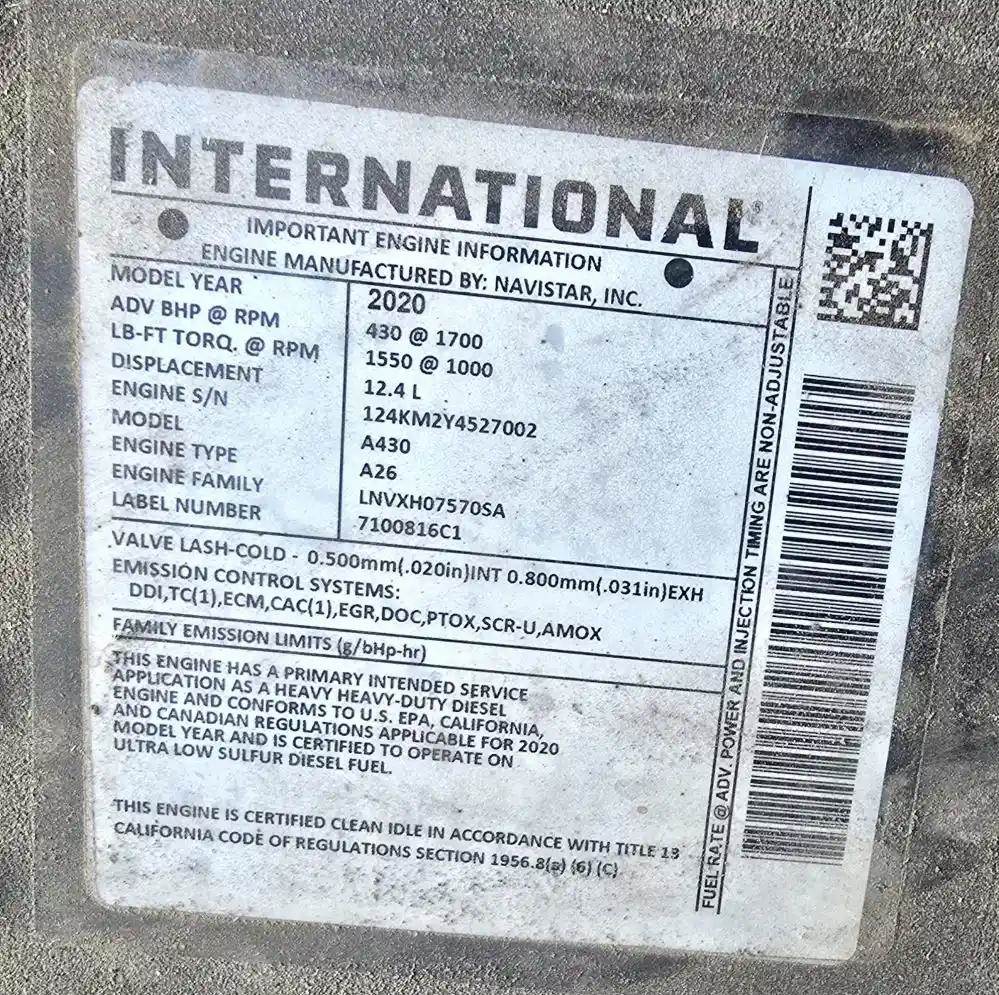 INTERNATIONAL®
IMPORTANT ENGINE INFORMATION
ENGINE MANUFACTURED BY: NAVISTAR, INC.
MODEL YEAR 2020
ADV BHP @ RPM 430 @ 1700
LB-FT TORQ. @ RPM 1550 @ 1000
DISPLACEMENT 12.4 L
ENGINE S/N 124KM2Y4527002
MODEL A430
ENGINE TYPE A26
ENGINE FAMILY LNVXH07570SA
LABEL NUMBER 7100816C1
VALVE LASH-COLD - 0.500mm(.020in)INT 0.800mm(.031in)EXH
EMISSION CONTROL SYSTEMS:
DDI,TC(1),ECM,CAC(1),EGR,DOC,PTOX,SCR-U,AMOX
FAMILY EMISSION LIMITS (g/bHp-hr)
THIS ENGINE HAS A PRIMARY INTENDED SERVICE
APPLICATION AS A HEAVY HEAVY-DUTY DIESEL
ENGINE AND CONFORMS TO U.S. EPA, CALIFORNIA,
AND CANADIAN REGULATIONS APPLICABLE FOR 2020
MODEL YEAR AND IS CERTIFIED TO OPERATE ON
ULTRA LOW SULFUR DIESEL FUEL.
THIS ENGINE IS CERTIFIED CLEAN IDLE IN ACCORDANCE WITH TITLE 13
CALIFORNIA CODE OF REGULATIONS SECTION 1956.8(a) (6) (C)
FUEL RATE @ ADV. POWER AND INJECTION TIMING ARE NON-ADJUSTABLE